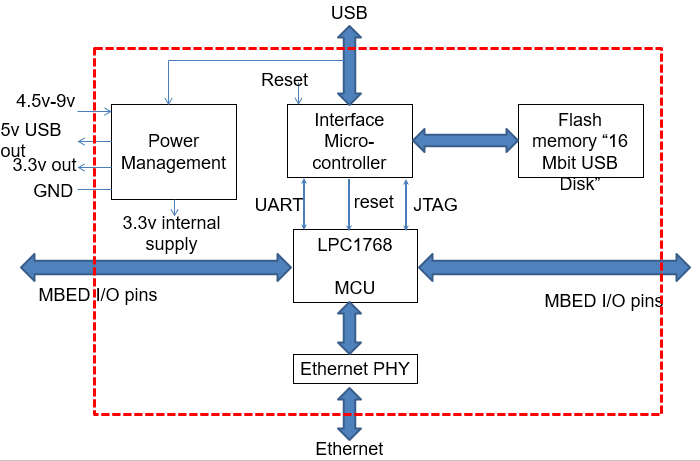 USB
Reset
4.5v-9v
5v USB
out
3.3v out
GND
Power
Management
Interface
Micro-
controller
Flash
memory “16
Mbit USB
Disk”
3.3v internal
supply
UART
reset
JTAG
LPC1768
MCU
MBED I/O pins
MBED I/O pins
Ethernet PHY
Ethernet